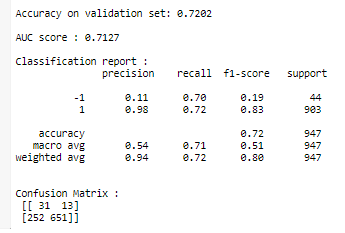 Accuracy on validation set: 0.7202
AUC score : 0.7127
Classification report :
precision recall f1-score support
-1 0.11 0.70 0.19 44
1 0.98 0.72 0.83 903
accuracy 0.72 947
macro avg 0.54 0.71 0.51 947
weighted avg 0.94 0.72 0.80 947
Confusion Matrix :
[[ 31 13]
[252 651]]